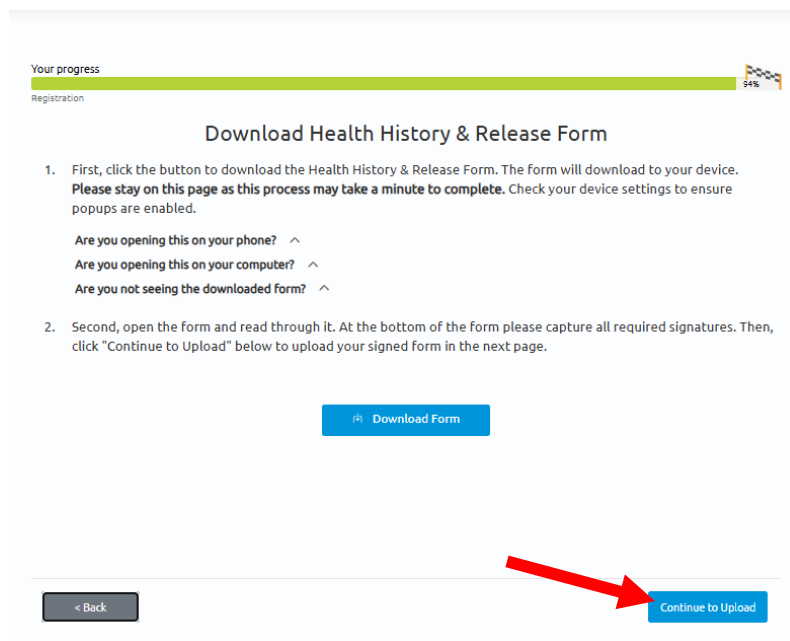 Your progress
94%
Registration
Download Health History & Release Form
1. First, click the button to download the Health History & Release Form. The form will download to your device.
Please stay on this page as this process may take a minute to complete. Check your device settings to ensure
popups are enabled.
Are you opening this on your phone?
Are you opening this on your computer?
Are you not seeing the downloaded form?
2. Second, open the form and read through it. At the bottom of the form please capture all required signatures. Then,
click "Continue to Upload" below to upload your signed form in the next page.
Download Form
< Back
Continue to Upload